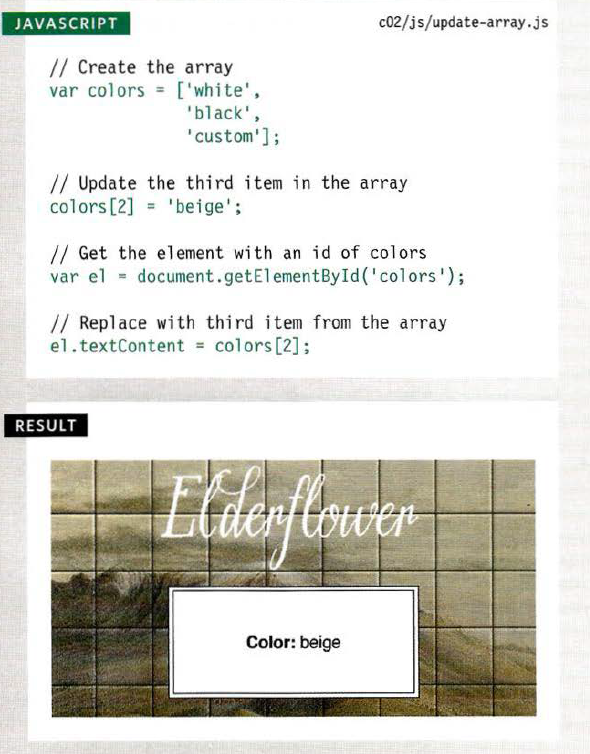 JAVASCRIPT
c02/js/update-array.js
// Create the array
var colors = ['white',
'black',
'custom'];
// Update the third item in the array
colors[2] = 'beige';
// Get the element with an id of colors
var el = document.getElementById('colors');
// Replace with third item from the array
el.textContent = colors[2];
RESULT
Elderflower
Color: beige